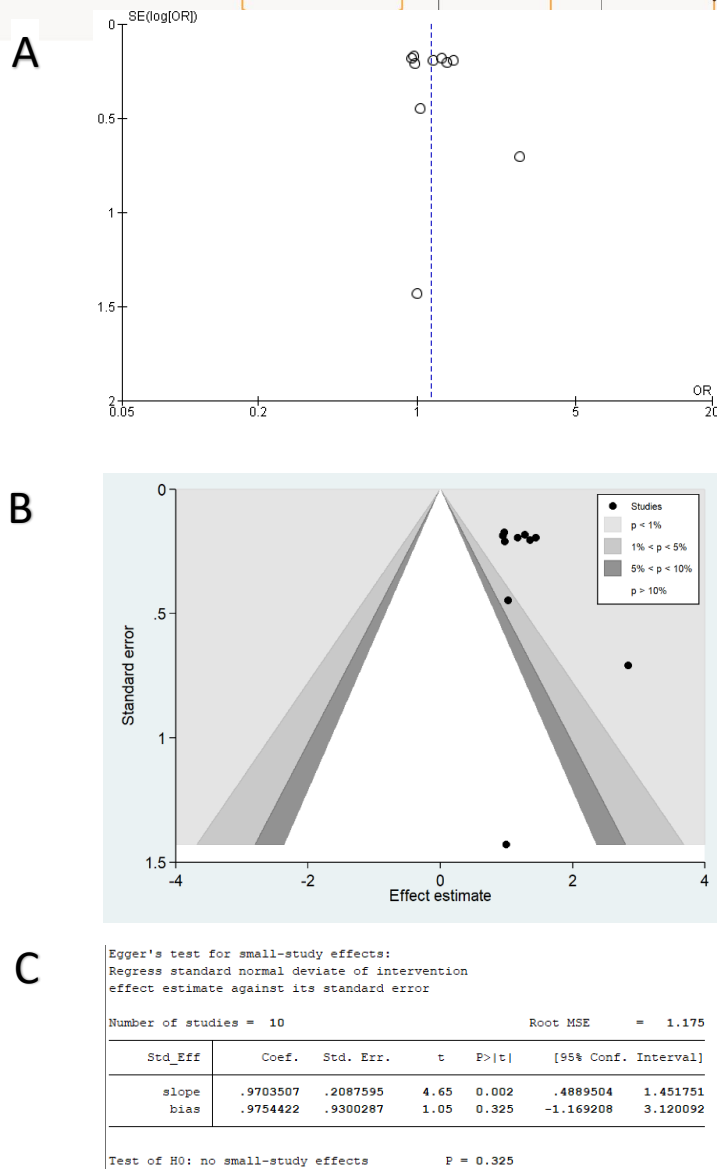 A
SE(log[OR])
0
0.5
1
1.5
2
OR
0.05 0.2 1 5 20
B
0
.5
1
1.5
Standard error
Studies
p < 1%
1% < p < 5%
5% < p < 10%
p > 10%
-4 -2 0 2 4
Effect estimate
C
Egger's test for small-study effects:
Regress standard normal deviate of intervention
effect estimate against its standard error
Number of studies = 10 Root MSE = 1.175
Std_Eff Coef. Std. Err. t P>|t| [95% Conf. Interval]
slope .9703507 .2087595 4.65 0.002 .4889504 1.451751
bias .9754422 .9300287 1.05 0.325 -1.169208 3.120092
Test of H0: no small-study effects P = 0.325